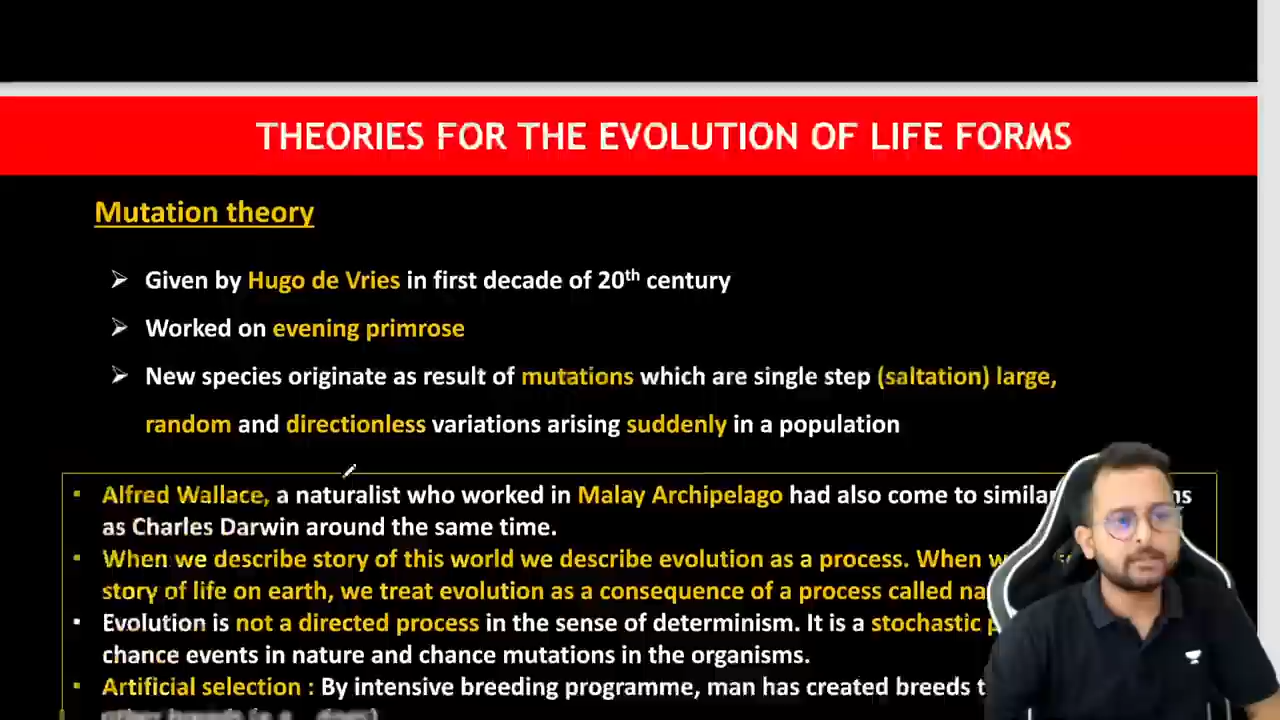 THEORIES FOR THE EVOLUTION OF LIFE FORMS
Mutation theory
➢ Given by Hugo de Vries in first decade of 20th century
➢ Worked on evening primrose
➢ New species originate as result of mutations which are single step (saltation) large,
random and directionless variations arising suddenly in a population
▪ Alfred Wallace, a naturalist who worked in Malay Archipelago had also come to similar
as Charles Darwin around the same time.
▪ When we describe story of this world we describe evolution as a process. When
story of life on earth, we treat evolution as a consequence of a process called
▪ Evolution is not a directed process in the sense of determinism. It is a stochastic
chance events in nature and chance mutations in the organisms.
▪ Artificial selection : By intensive breeding programme, man has created breeds